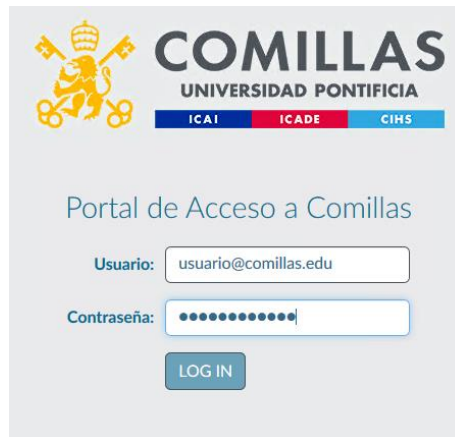 COMILLAS
UNIVERSIDAD PONTIFICIA
ICAI ICADE CIHS
Portal de Acceso a Comillas
Usuario: usuario@comillas.edu
Contraseña: ●●●●●●●●●●●●
LOG IN